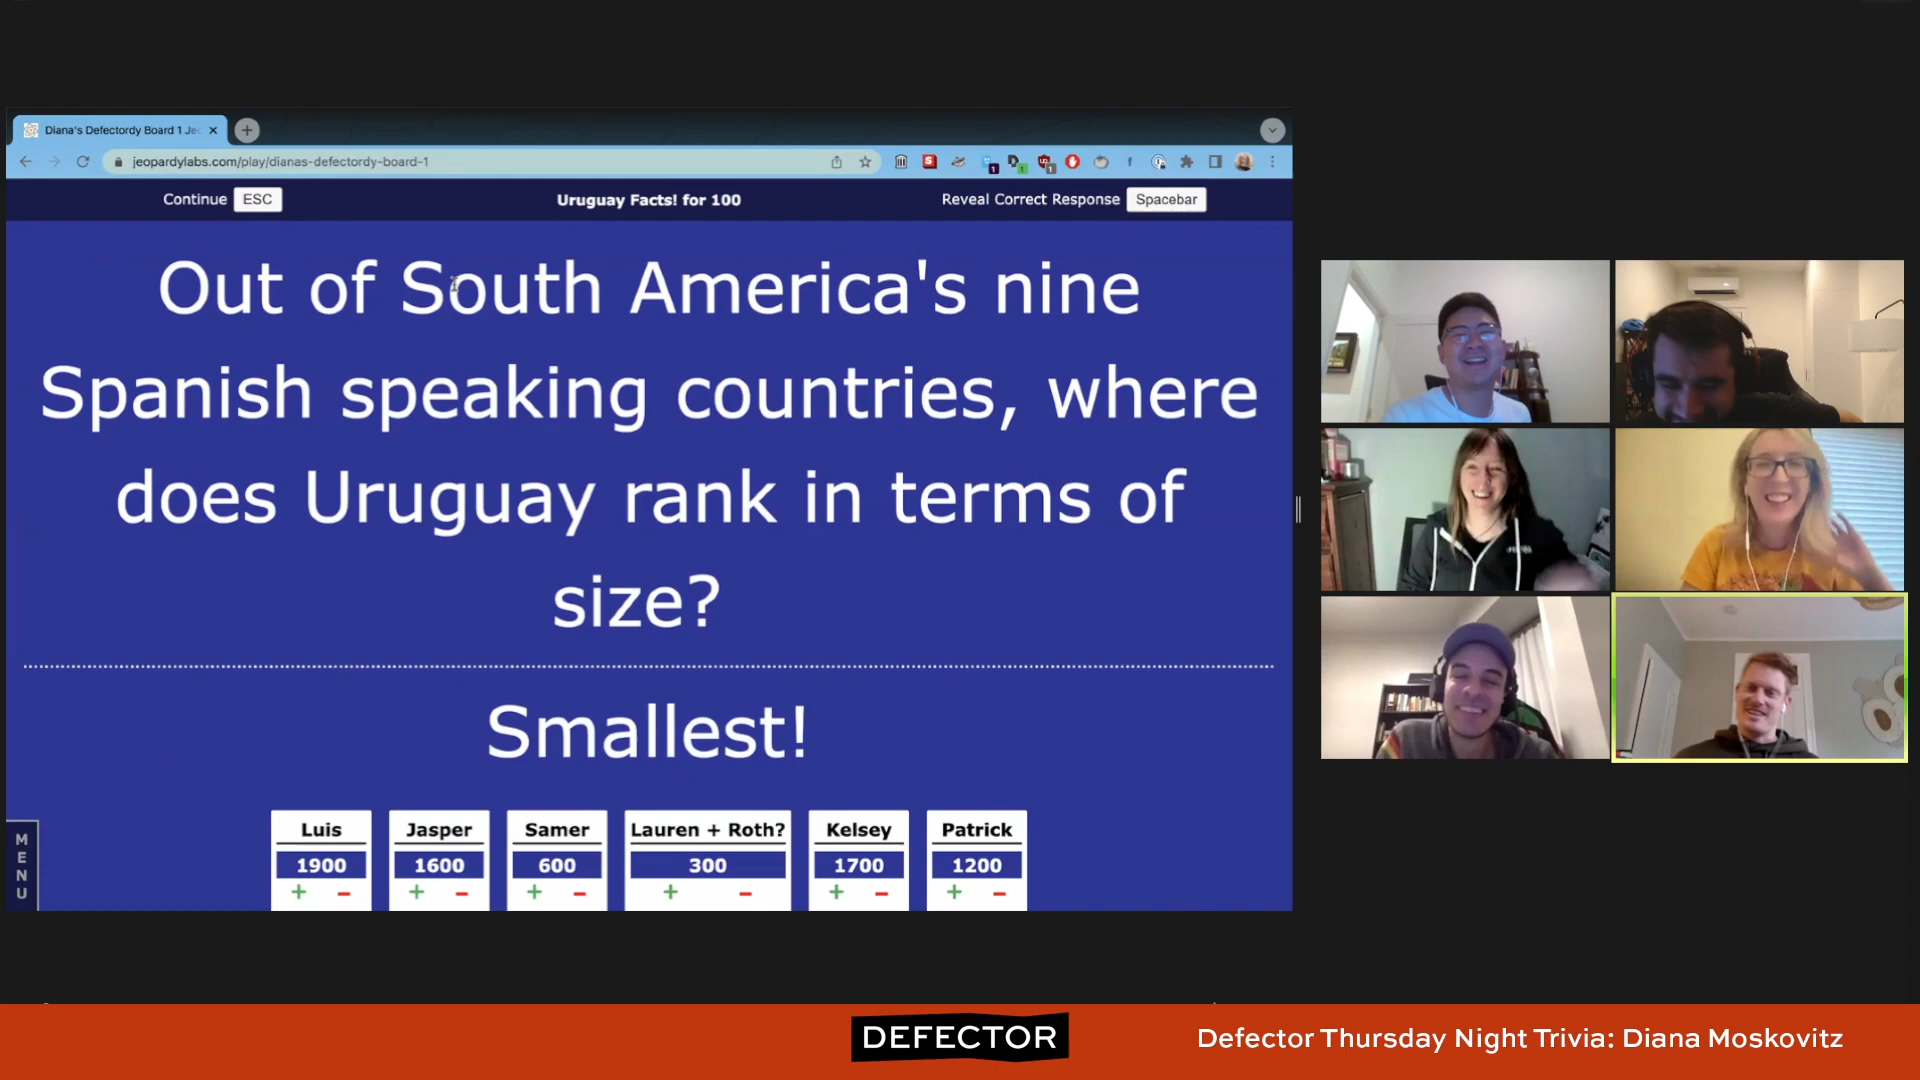 Diana's Defectordy Board 1 Je
jeopardylabs.com/play/dianas-defectordy-board-1
Continue ESC
Uruguay Facts! for 100
Reveal Correct Response Spacebar
Out of South America's nine
Spanish speaking countries, where
does Uruguay rank in terms of
size?
Smallest!
MENU
Luis Jasper Samer Lauren + Roth? Kelsey Patrick
1900 1600 600 300 1700 1200
+ - + - + - + - + - + -
DEFECTOR
Defector Thursday Night Trivia: Diana Moskovitz